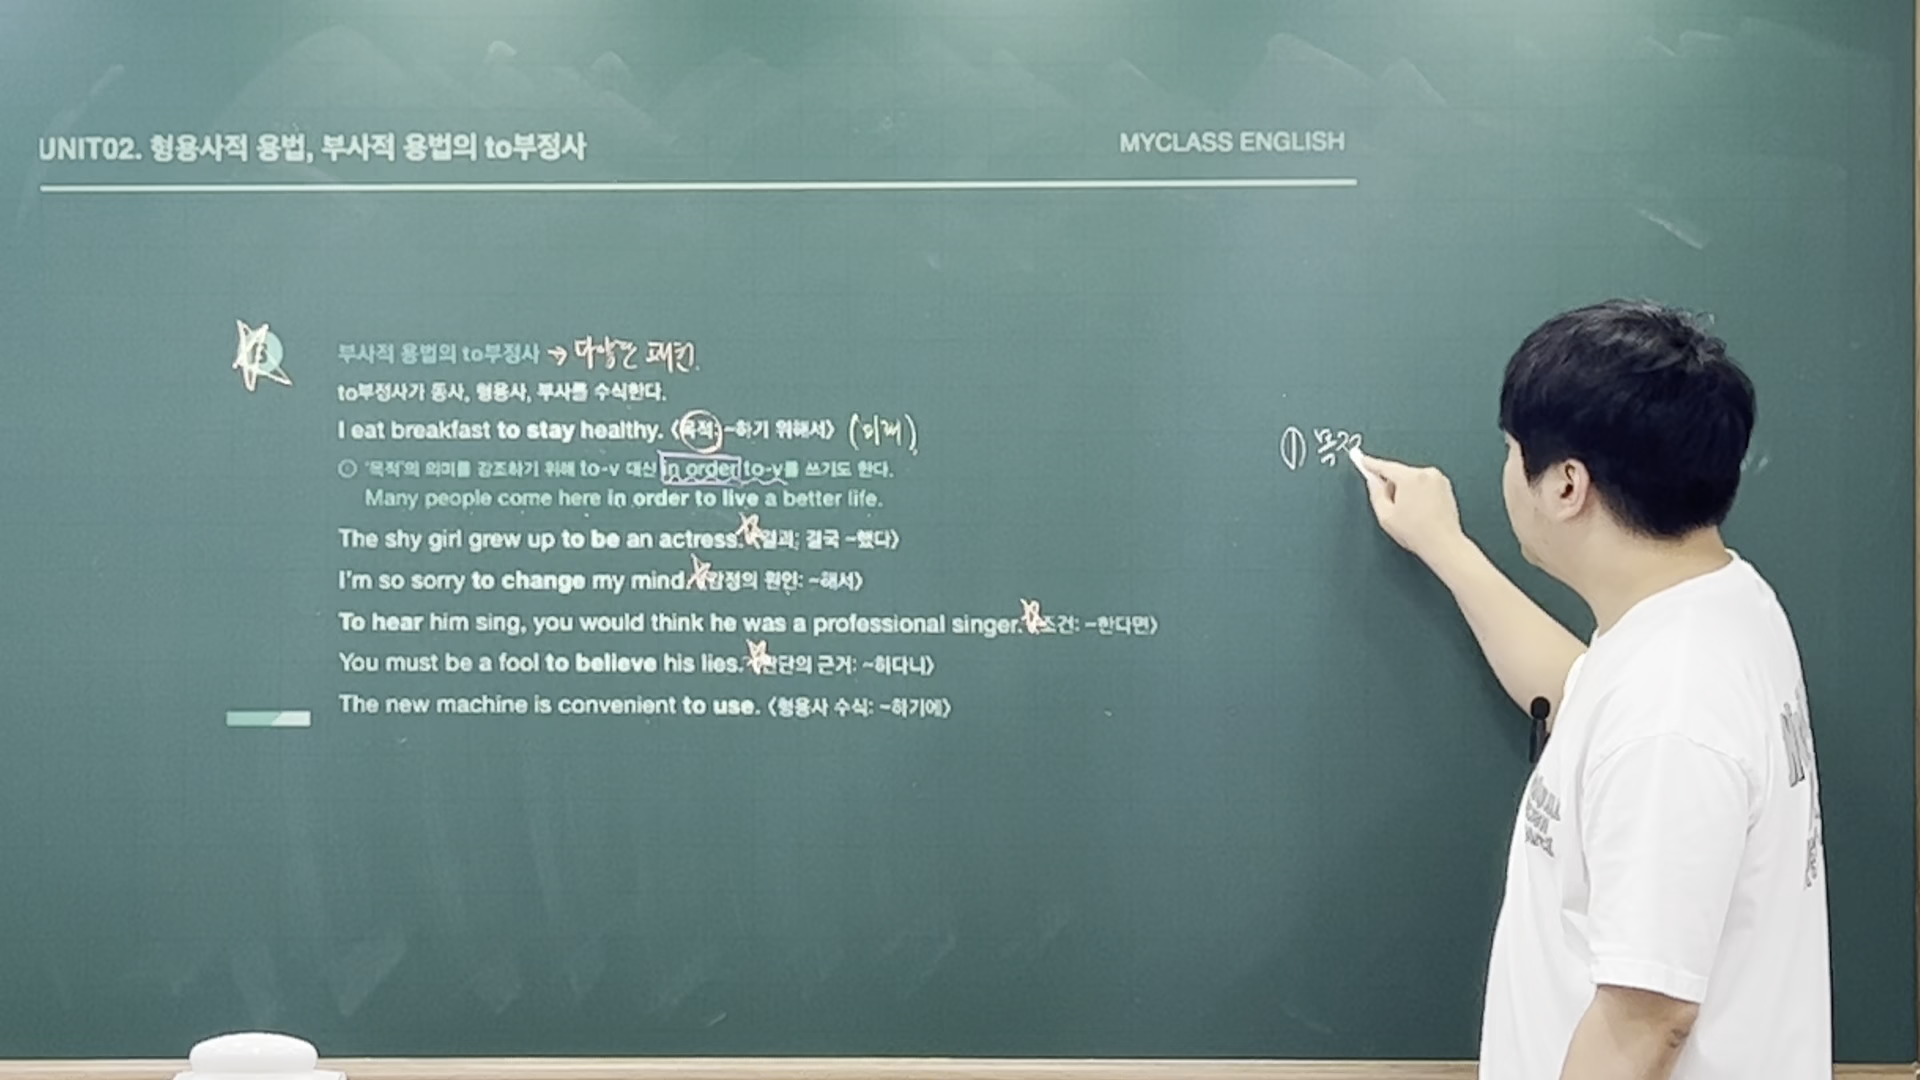 UNIT02. 형용사적 용법, 부사적 용법의 to부정사
MYCLASS ENGLISH
부사적 용법의 to부정사 → 다양한 패턴.
to부정사가 동사, 형용사, 부사를 수식한다.
I eat breakfast to stay healthy. 〈목적: ~하기 위해서〉 (미래)
'목적'의 의미를 강조하기 위해 to-v 대신 in order to-v를 쓰기도 한다.
Many people come here in order to live a better life.
The shy girl grew up to be an actress. 〈결과: 결국 ~했다〉
I'm so sorry to change my mind. 〈감정의 원인: ~해서〉
To hear him sing, you would think he was a professional singer. 〈조건: ~한다면〉
You must be a fool to believe his lies. 〈판단의 근거: ~하다니〉
The new machine is convenient to use. 〈형용사 수식: ~하기에〉
① 목적